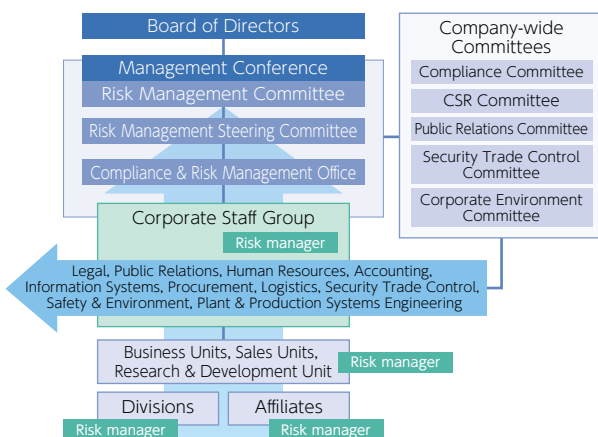 Board of Directors
Management Conference
Risk Management Committee
Risk Management Steering Committee
Compliance & Risk Management Office
Company-wide
Committees
Compliance Committee
CSR Committee
Public Relations Committee
Security Trade Control
Committee
Corporate Environment
Committee
Corporate Staff Group
Risk manager
Legal, Public Relations, Human Resources, Accounting,
Information Systems, Procurement, Logistics, Security Trade Control,
Safety & Environment, Plant & Production Systems Engineering
Business Units, Sales Units,
Research & Development Unit
Risk manager
Divisions
Risk manager
Affiliates
Risk manager